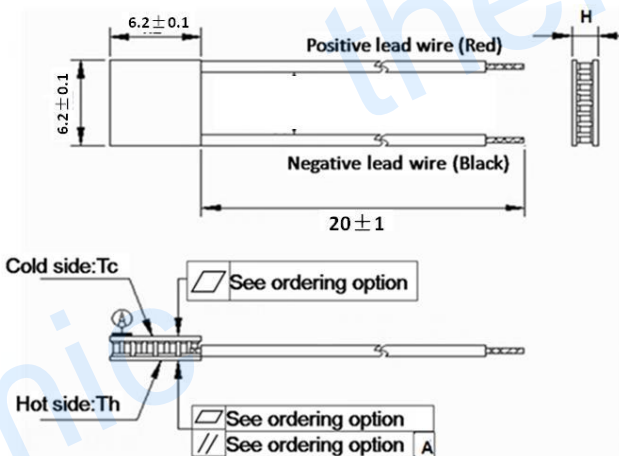 6.2±0.1
Positive lead wire (Red)
H
6.2±0.1
Negative lead wire (Black)
20±1
Cold side:Tc
See ordering option
A
Hot side:Th
See ordering option
// See ordering option A